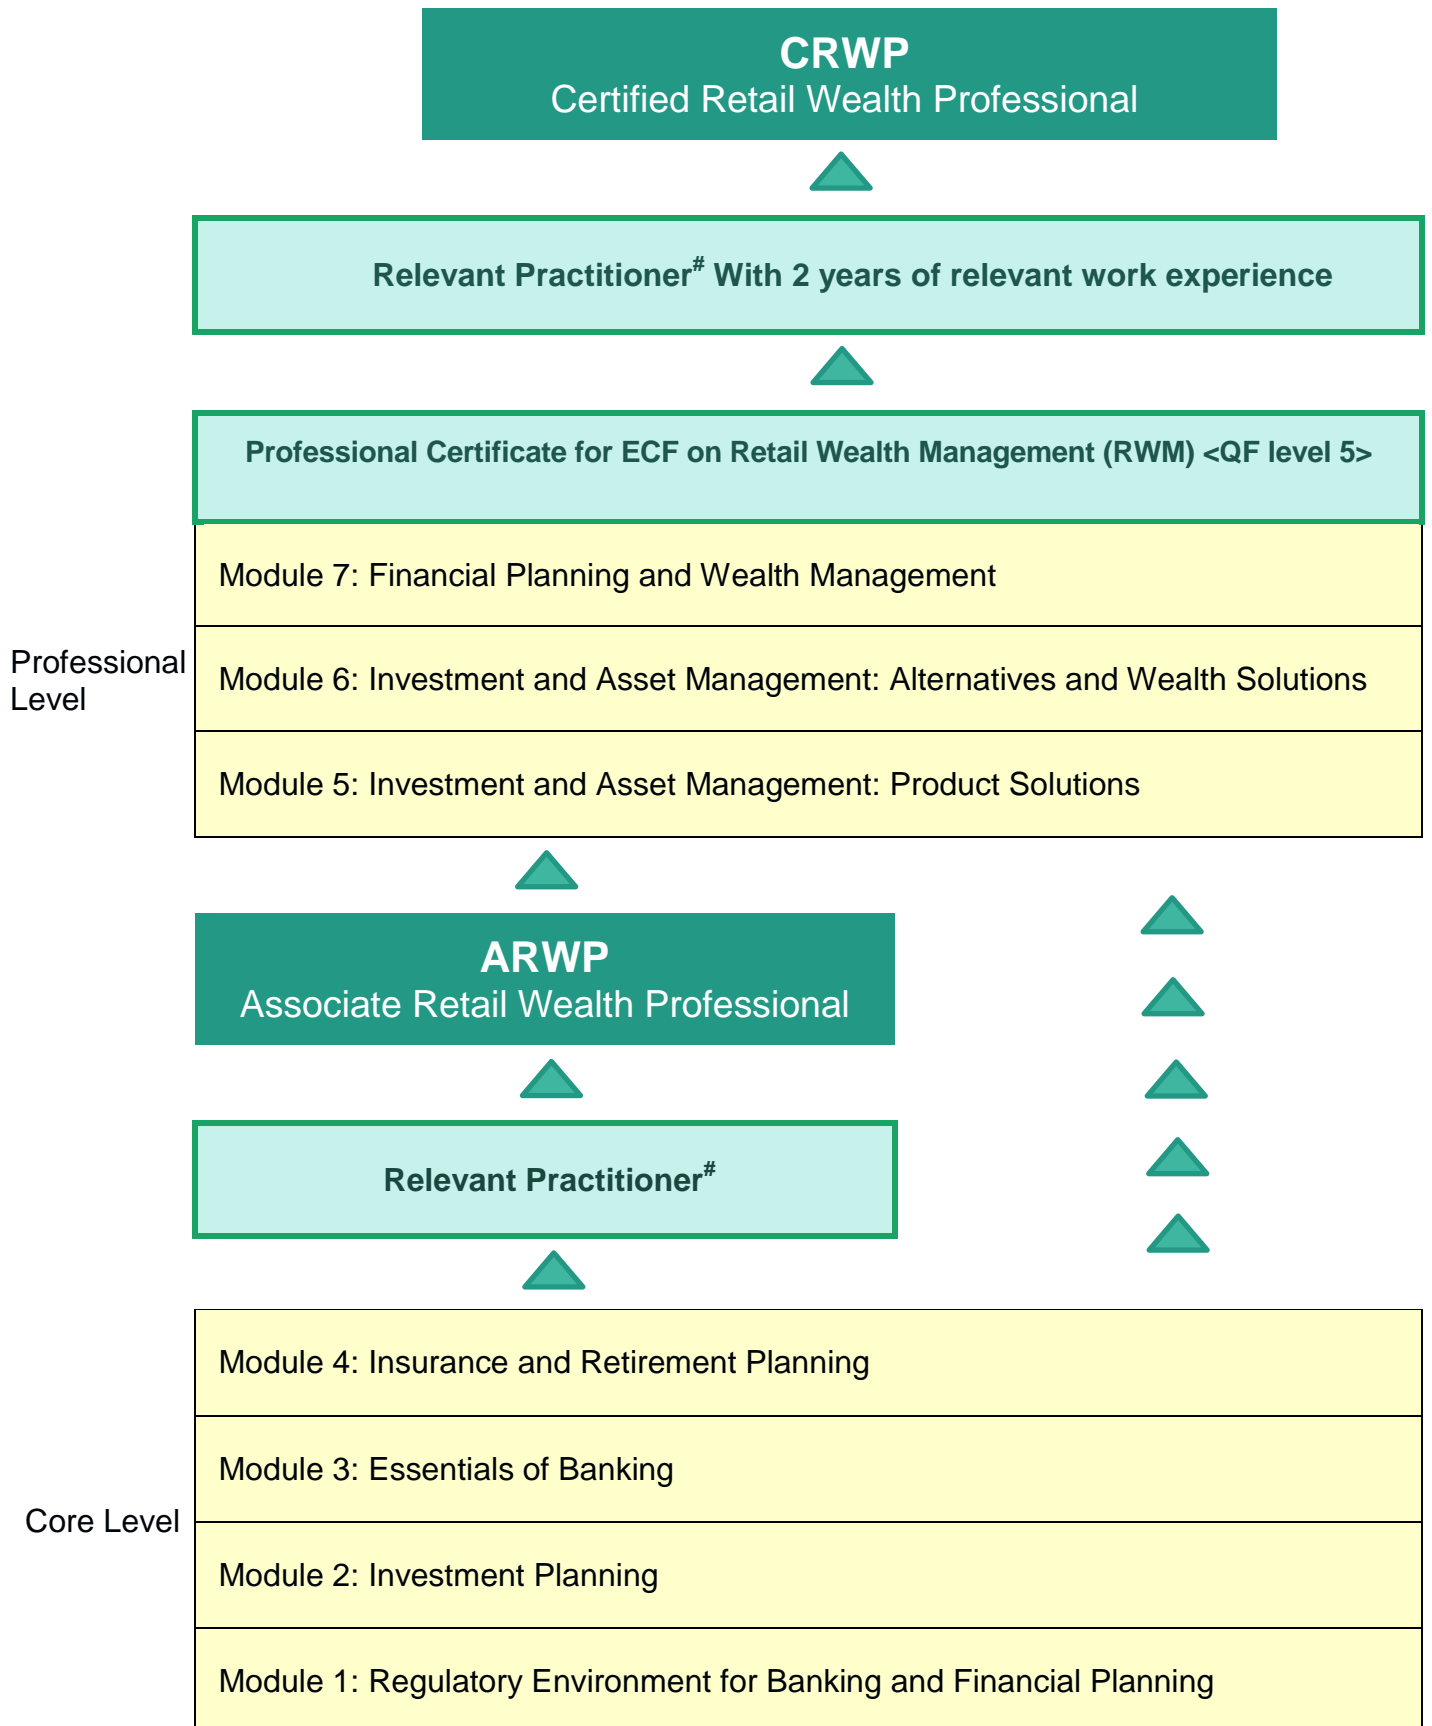 CRWP
Certified Retail Wealth Professional
Relevant Practitioner# With 2 years of relevant work experience
Professional Certificate for ECF on Retail Wealth Management (RWM) <QF level 5>
Module 7: Financial Planning and Wealth Management
Professional
Level
Module 6: Investment and Asset Management: Alternatives and Wealth Solutions
Module 5: Investment and Asset Management: Product Solutions
ARWP
Associate Retail Wealth Professional
Relevant Practitioner#
Module 4: Insurance and Retirement Planning
Module 3: Essentials of Banking
Core Level
Module 2: Investment Planning
Module 1: Regulatory Environment for Banking and Financial Planning